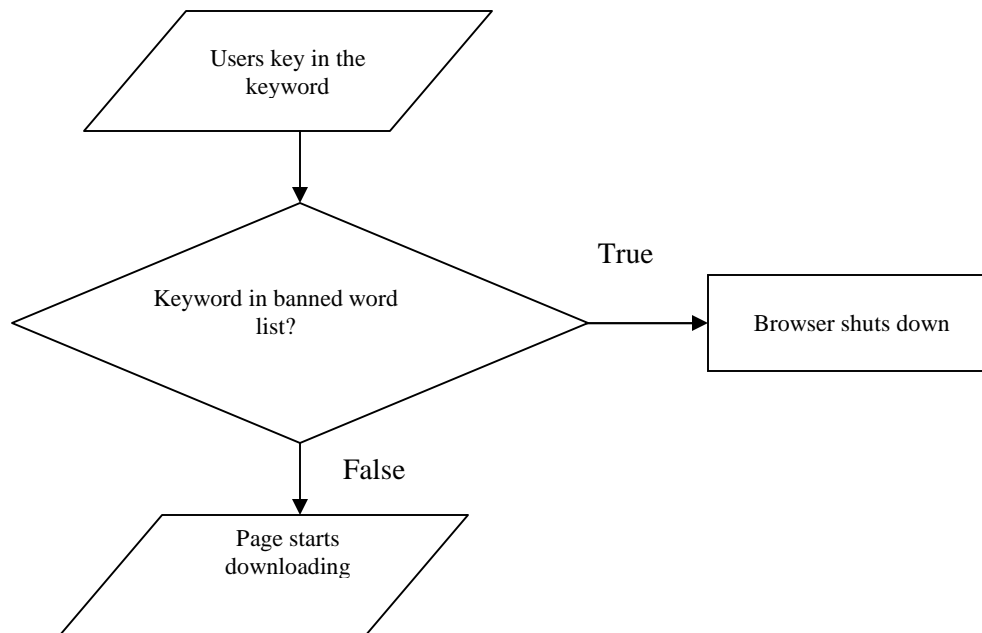 Users key in the
keyword
True
Keyword in banned word
list?
Browser shuts down
False
Page starts
downloading